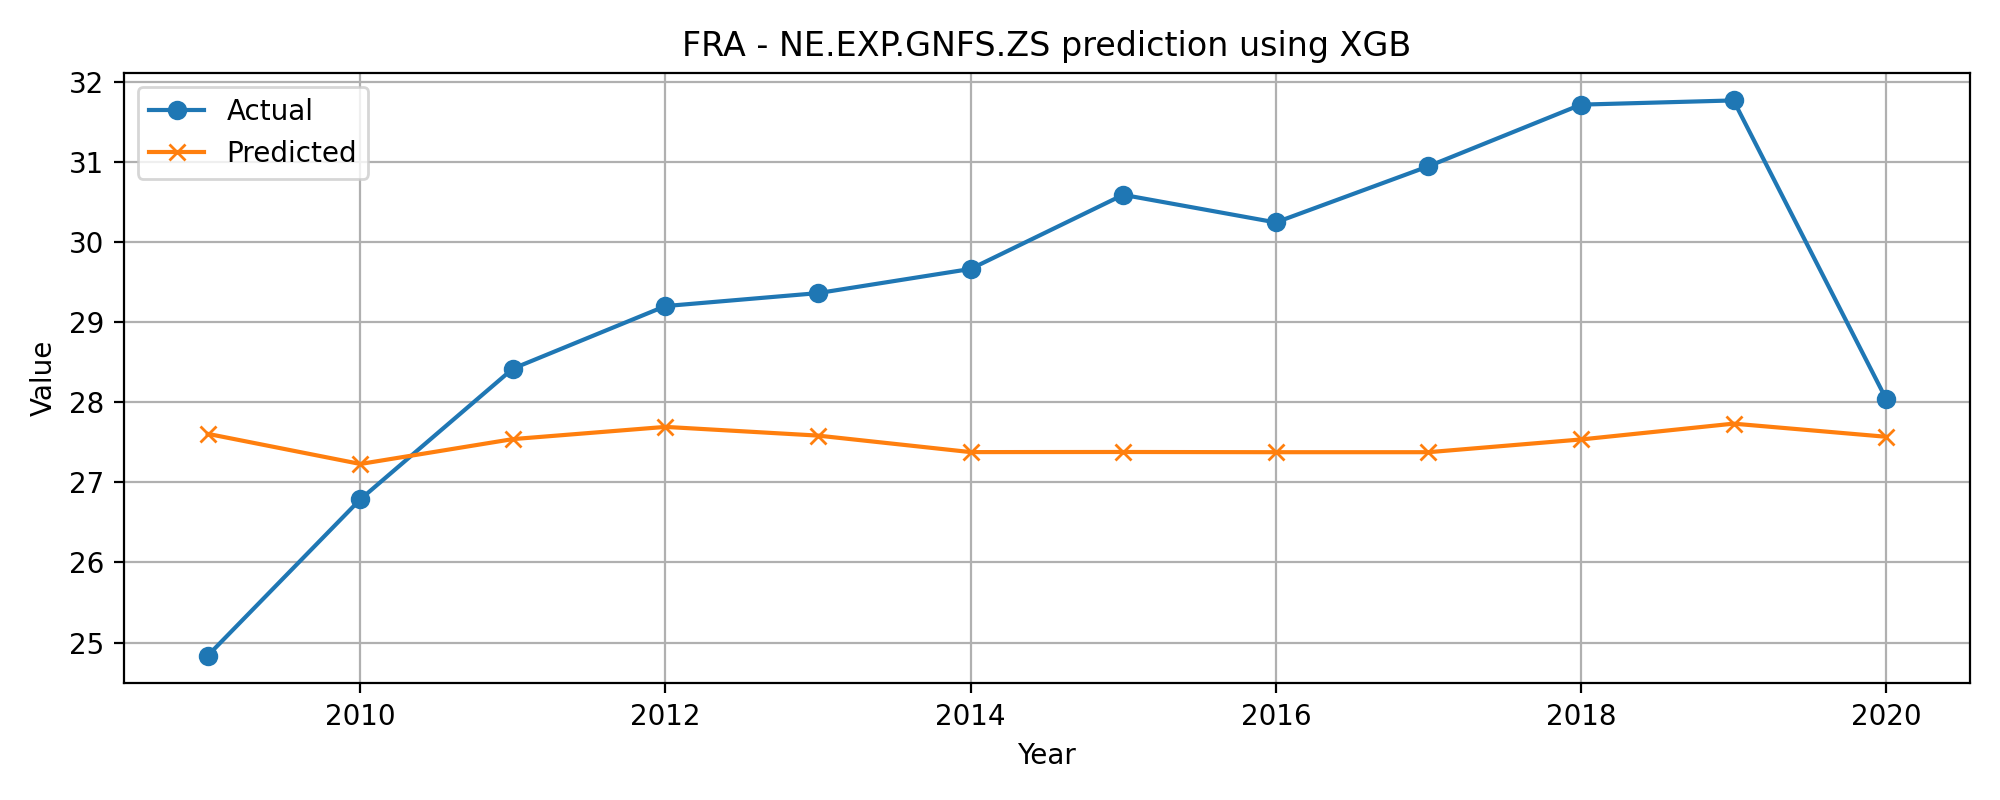 FRA - NE.EXP.GNFS.ZS prediction using XGB
Actual
Predicted
32
31
30
29
28
27
26
25
Value
2010 2012 2014 2016 2018 2020
Year